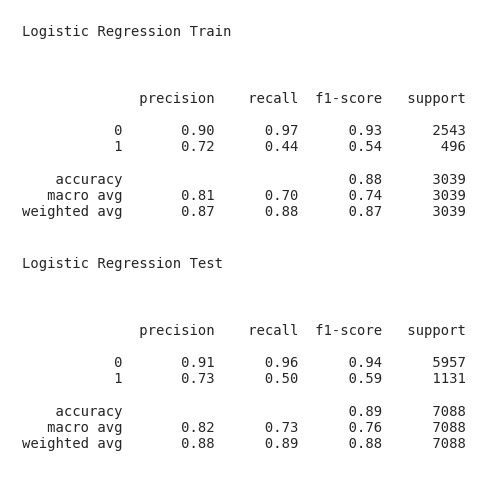 Logistic Regression Train
precision recall f1-score support
0 0.90 0.97 0.93 2543
1 0.72 0.44 0.54 496
accuracy 0.88 3039
macro avg 0.81 0.70 0.74 3039
weighted avg 0.87 0.88 0.87 3039
Logistic Regression Test
precision recall f1-score support
0 0.91 0.96 0.94 5957
1 0.73 0.50 0.59 1131
accuracy 0.89 7088
macro avg 0.82 0.73 0.76 7088
weighted avg 0.88 0.89 0.88 7088